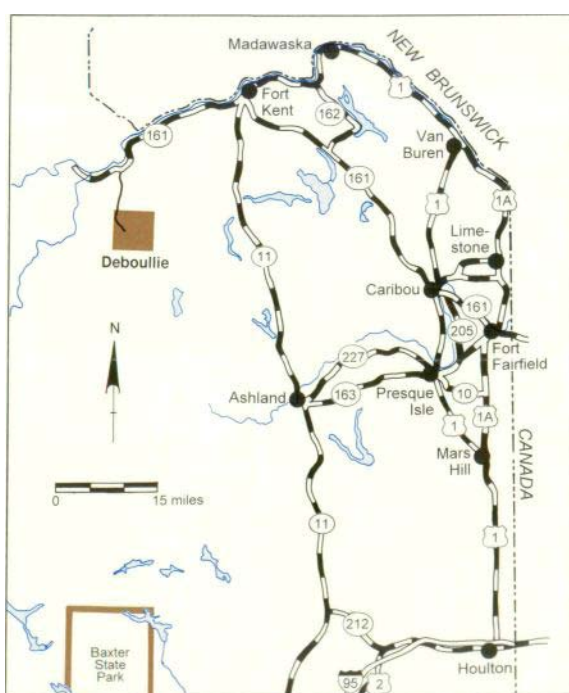 Madawaska
NEW BRUNSWICK
1
Fort
Kent
162
161
Van
Buren
161
1
1A
Lime-
stone
Deboullie
11
Caribou
161
205
N
227
Fort
Fairfield
Ashland
163
Presque
Isle
10
1A
1
Mars
Hill
CANADA
0
15 miles
11
1
212
Baxter
State
Park
95
2
Houlton